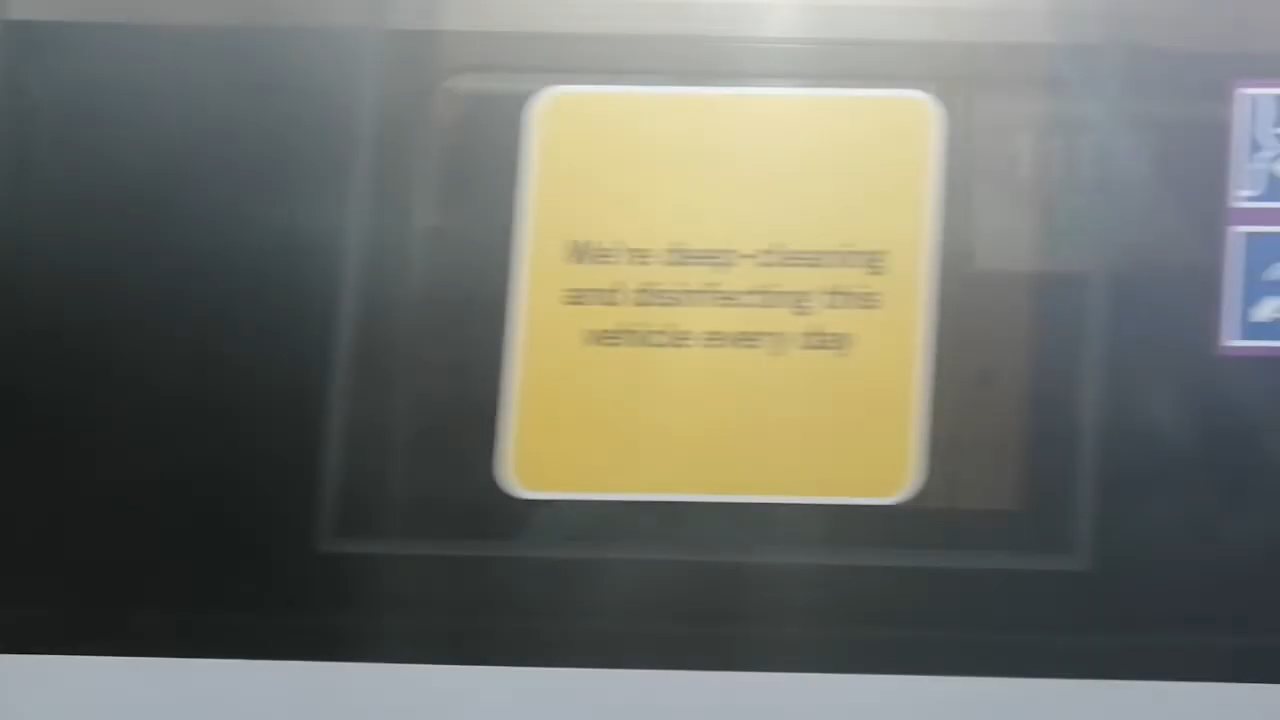 We're deep-cleaning
and disinfecting this
vehicle every day